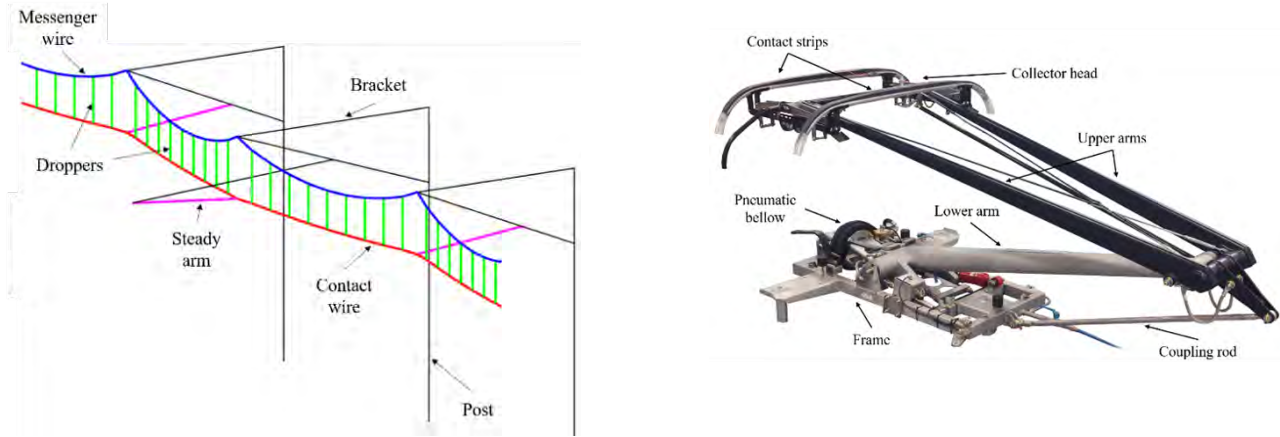 Messenger
wire
Bracket
Droppers
Steady
arm
Contact
wire
Post
Contact strips
Collector head
Upper arms
Pneumatic
bellow
Lower arm
Frame
Coupling rod